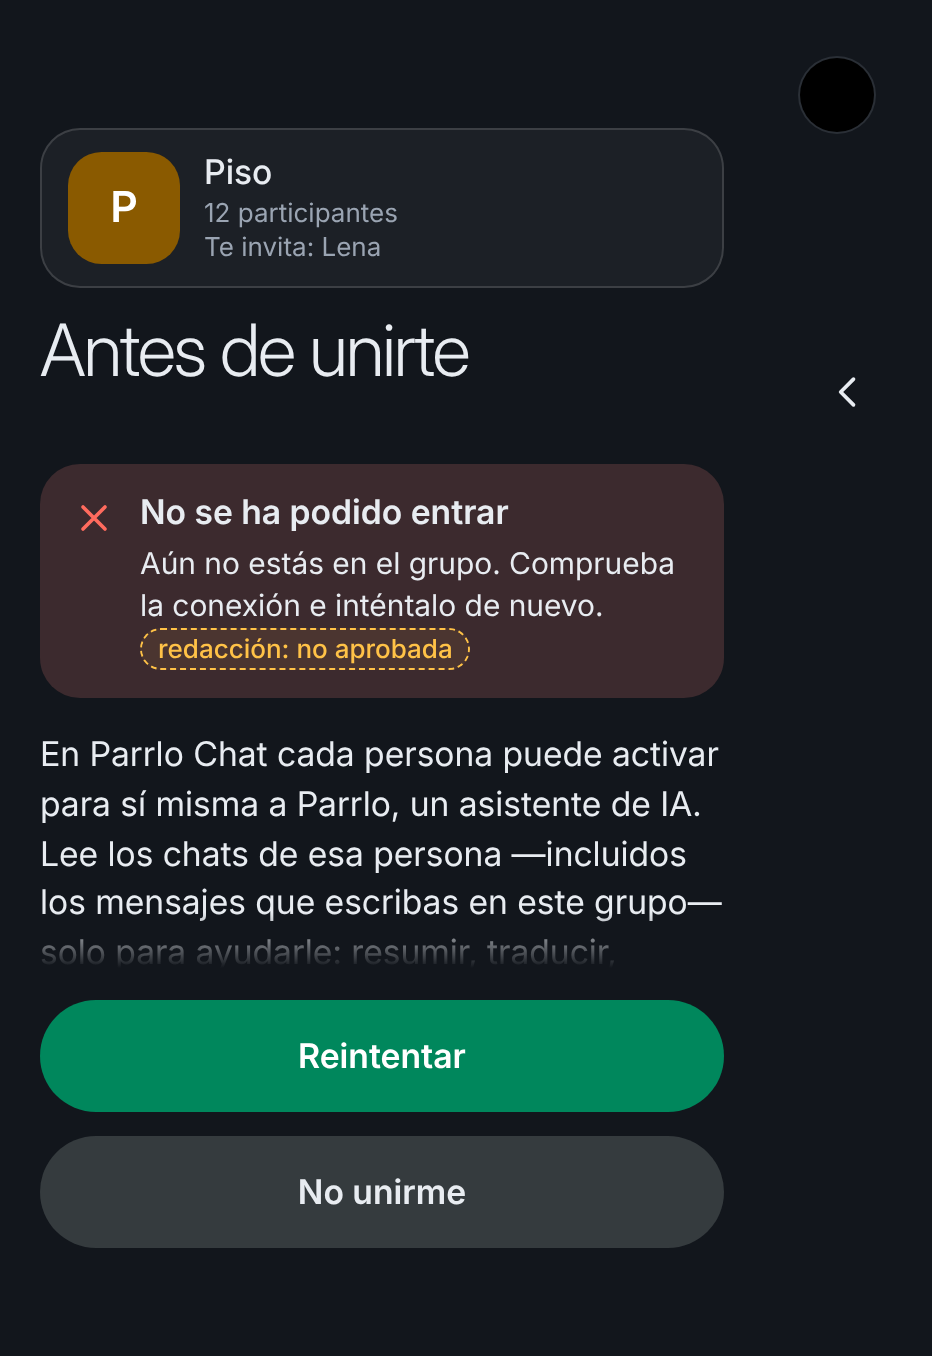 P
Piso
12 participantes
Te invita: Lena
Antes de unirte
No se ha podido entrar
Aún no estás en el grupo. Comprueba
la conexión e inténtalo de nuevo.
redacción: no aprobada
En Parrlo Chat cada persona puede activar
para sí misma a Parrlo, un asistente de IA.
Lee los chats de esa persona —incluidos
los mensajes que escribas en este grupo—
solo para ayudarle: resumir, traducir,
Reintentar
No unirme